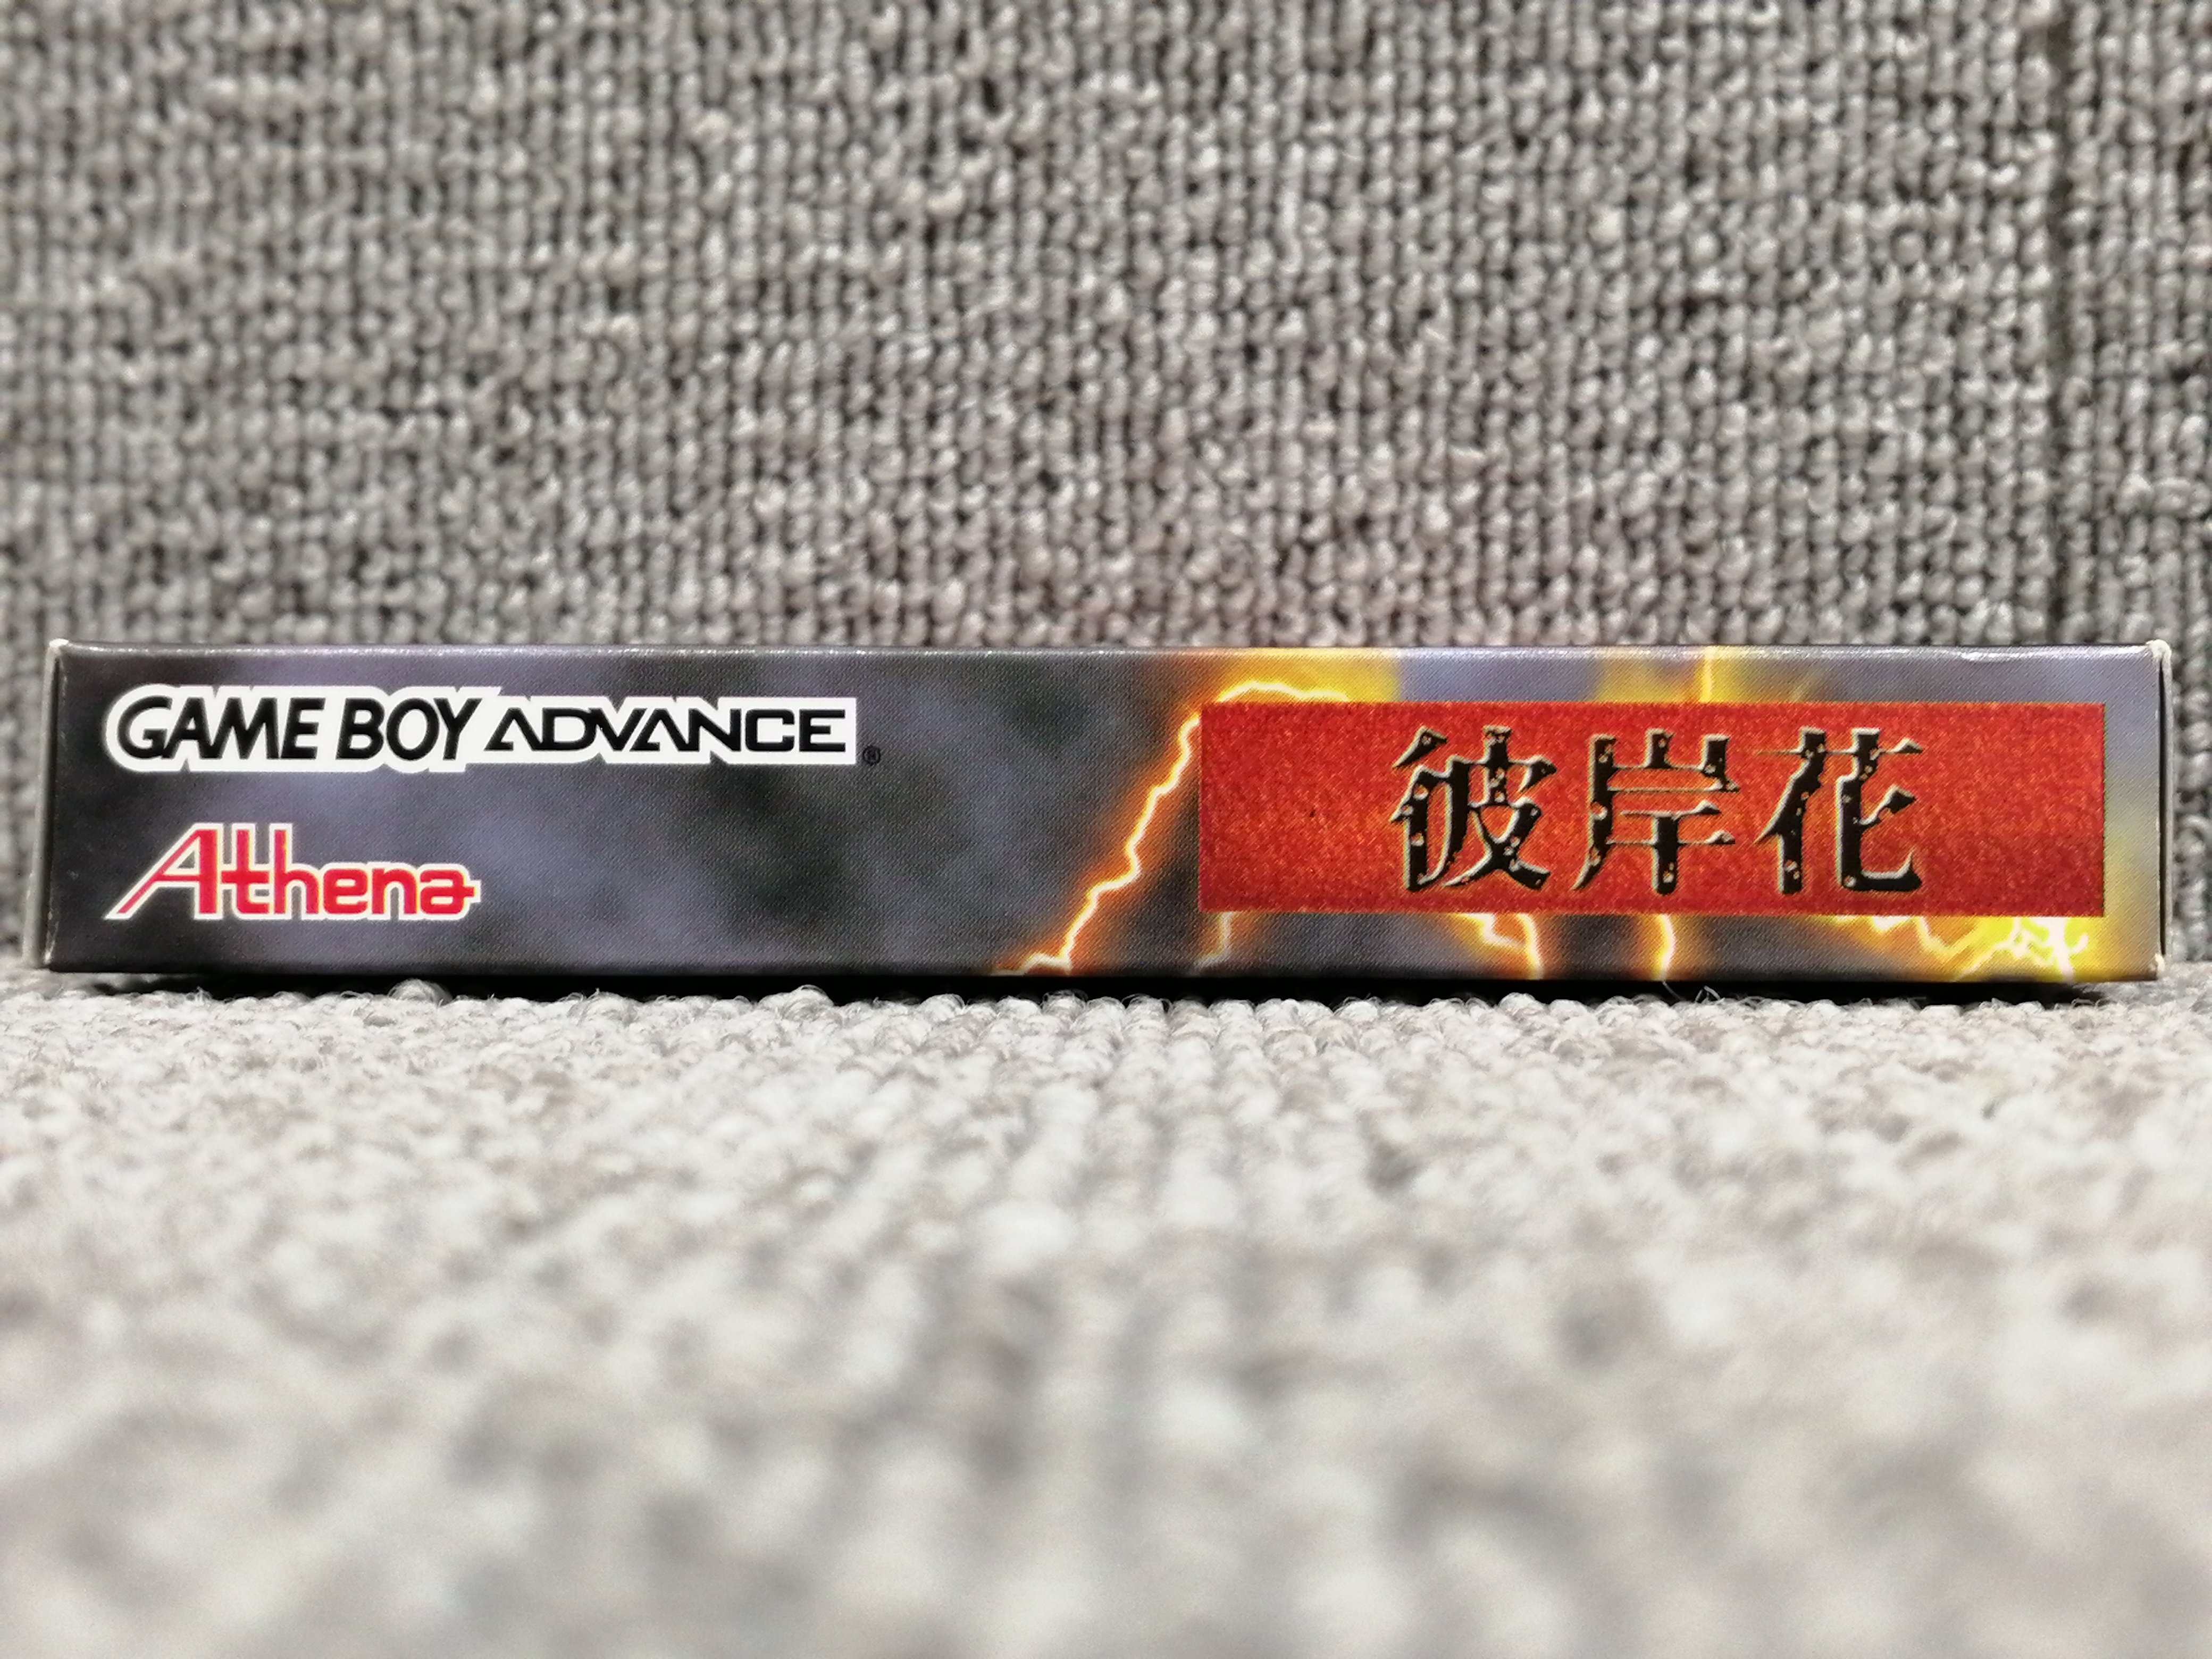 GAME BOY ADVANCE®
Athena
彼岸花